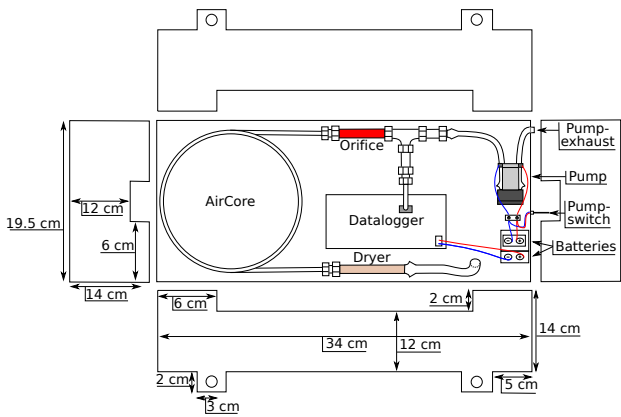 Orifice
Pump-
exhaust
AirCore
Pump
12 cm
19.5 cm
Datalogger
Pump-
switch
6 cm
Batteries
Dryer
14 cm
6 cm
2 cm
34 cm
12 cm
14 cm
2 cm
5 cm
3 cm